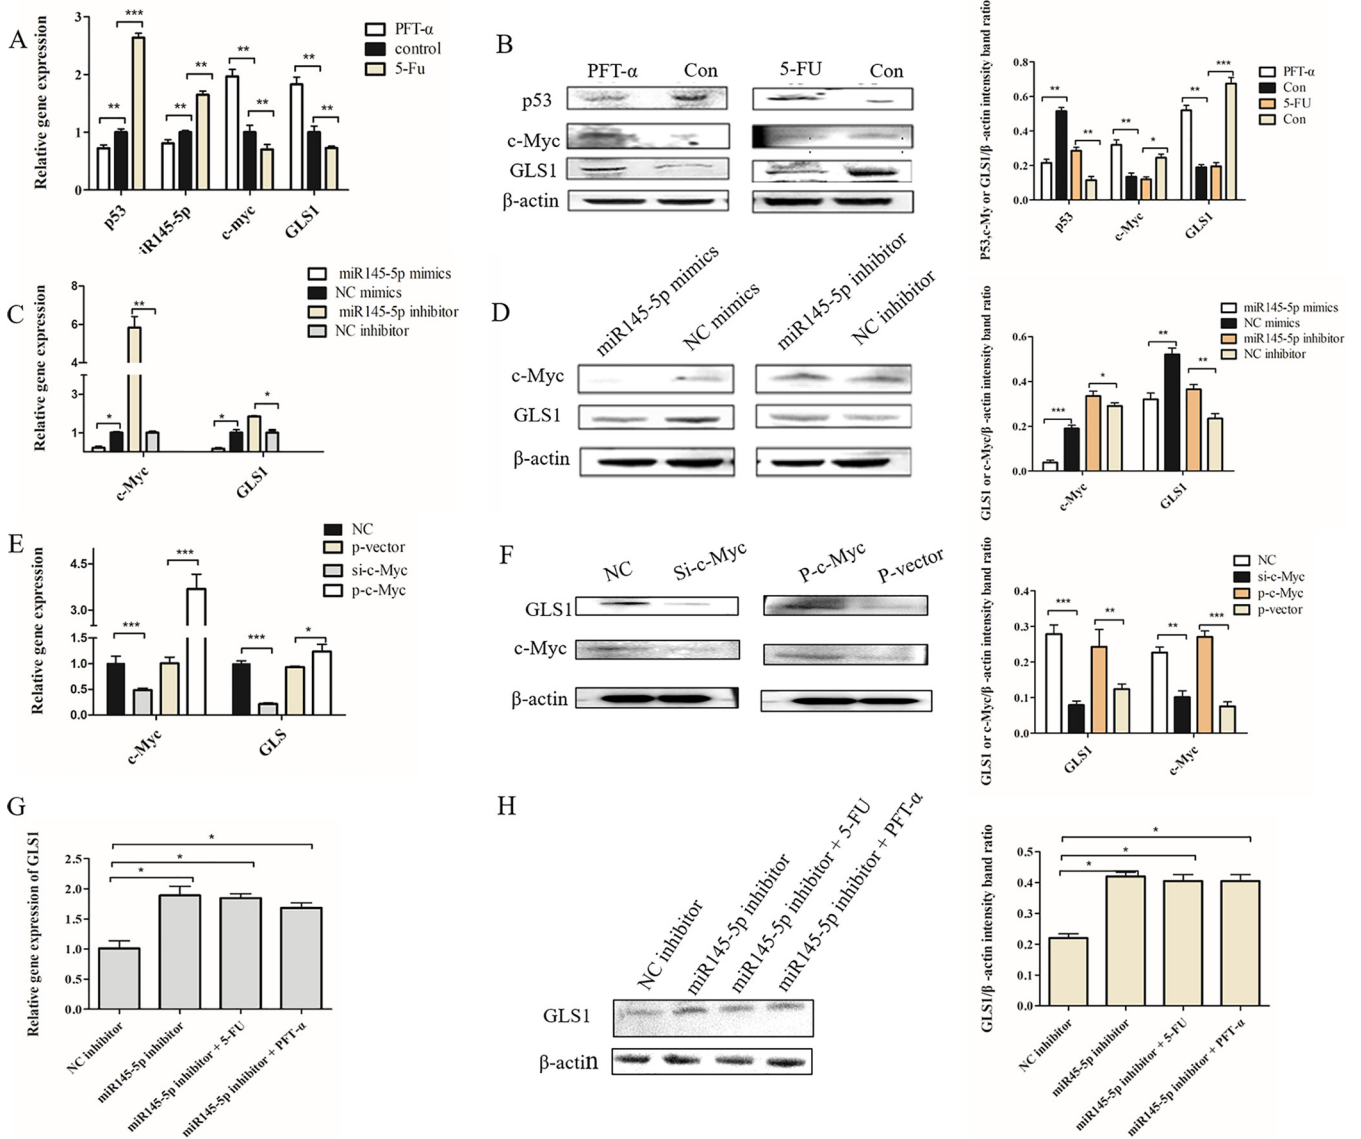 A
Relative gene expression
3
2
1
0
***
**
**
**
**
**
**
**
PFT-α
control
5-Fu
p53
iR145-5p
c-myc
GLS1
B
PFT-α Con 5-FU Con
p53
c-Myc
GLS1
β-actin
P53,c-My or GLS1/β -actin intensity band ratio
0.8
0.6
0.4
0.2
0.0
**
**
**
*
**
***
PFT-α
Con
5-FU
Con
p53
c-Myc
GLS1
C
Relative gene expression
8
6
4
3
1
*
**
*
*
miR145-5p mimics
NC mimics
miR145-5p inhibitor
NC inhibitor
c-Myc
GLS1
D
miR145-5p mimics
NC mimics
miR145-5p inhibitor
NC inhibitor
c-Myc
GLS1
β-actin
GLS1 or c-Myc/β -actin intensity band ratio
0.6
0.4
0.2
0.0
***
*
**
**
miR145-5p mimics
NC mimics
miR145-5p inhibitor
NC inhibitor
c-Myc
GLS1
E
Relative gene expression
4.5
3.0
1.5
1.0
0.5
0.0
***
***
***
*
NC
p-vector
si-c-Myc
p-c-Myc
c-Myc
GLS
F
NC
Si-c-Myc
P-c-Myc
P-vector
GLS1
c-Myc
β-actin
GLS1 or c-Myc/β -actin intensity band ratio
0.4
0.3
0.2
0.1
0.0
***
**
**
***
NC
si-c-Myc
p-c-Myc
p-vector
GLS1
c-Myc
G
Relative gene expression of GLS1
2.5
2.0
1.5
1.0
0.5
0.0
*
*
*
NC inhibitor
miR145-5p inhibitor
miR145-5p inhibitor + 5-FU
miR145-5p inhibitor + PFT-α
H
NC inhibitor
miR145-5p inhibitor
miR145-5p inhibitor + 5-FU
miR145-5p inhibitor + PFT-α
GLS1
β-actin
GLS1/β -actin intensity band ratio
0.5
0.4
0.3
0.2
0.1
0.0
*
*
*
NC inhibitor
miR45-5p inhibitor
miR145-5p inhibitor + 5-FU
miR145-5p inhibitor + PFT-α